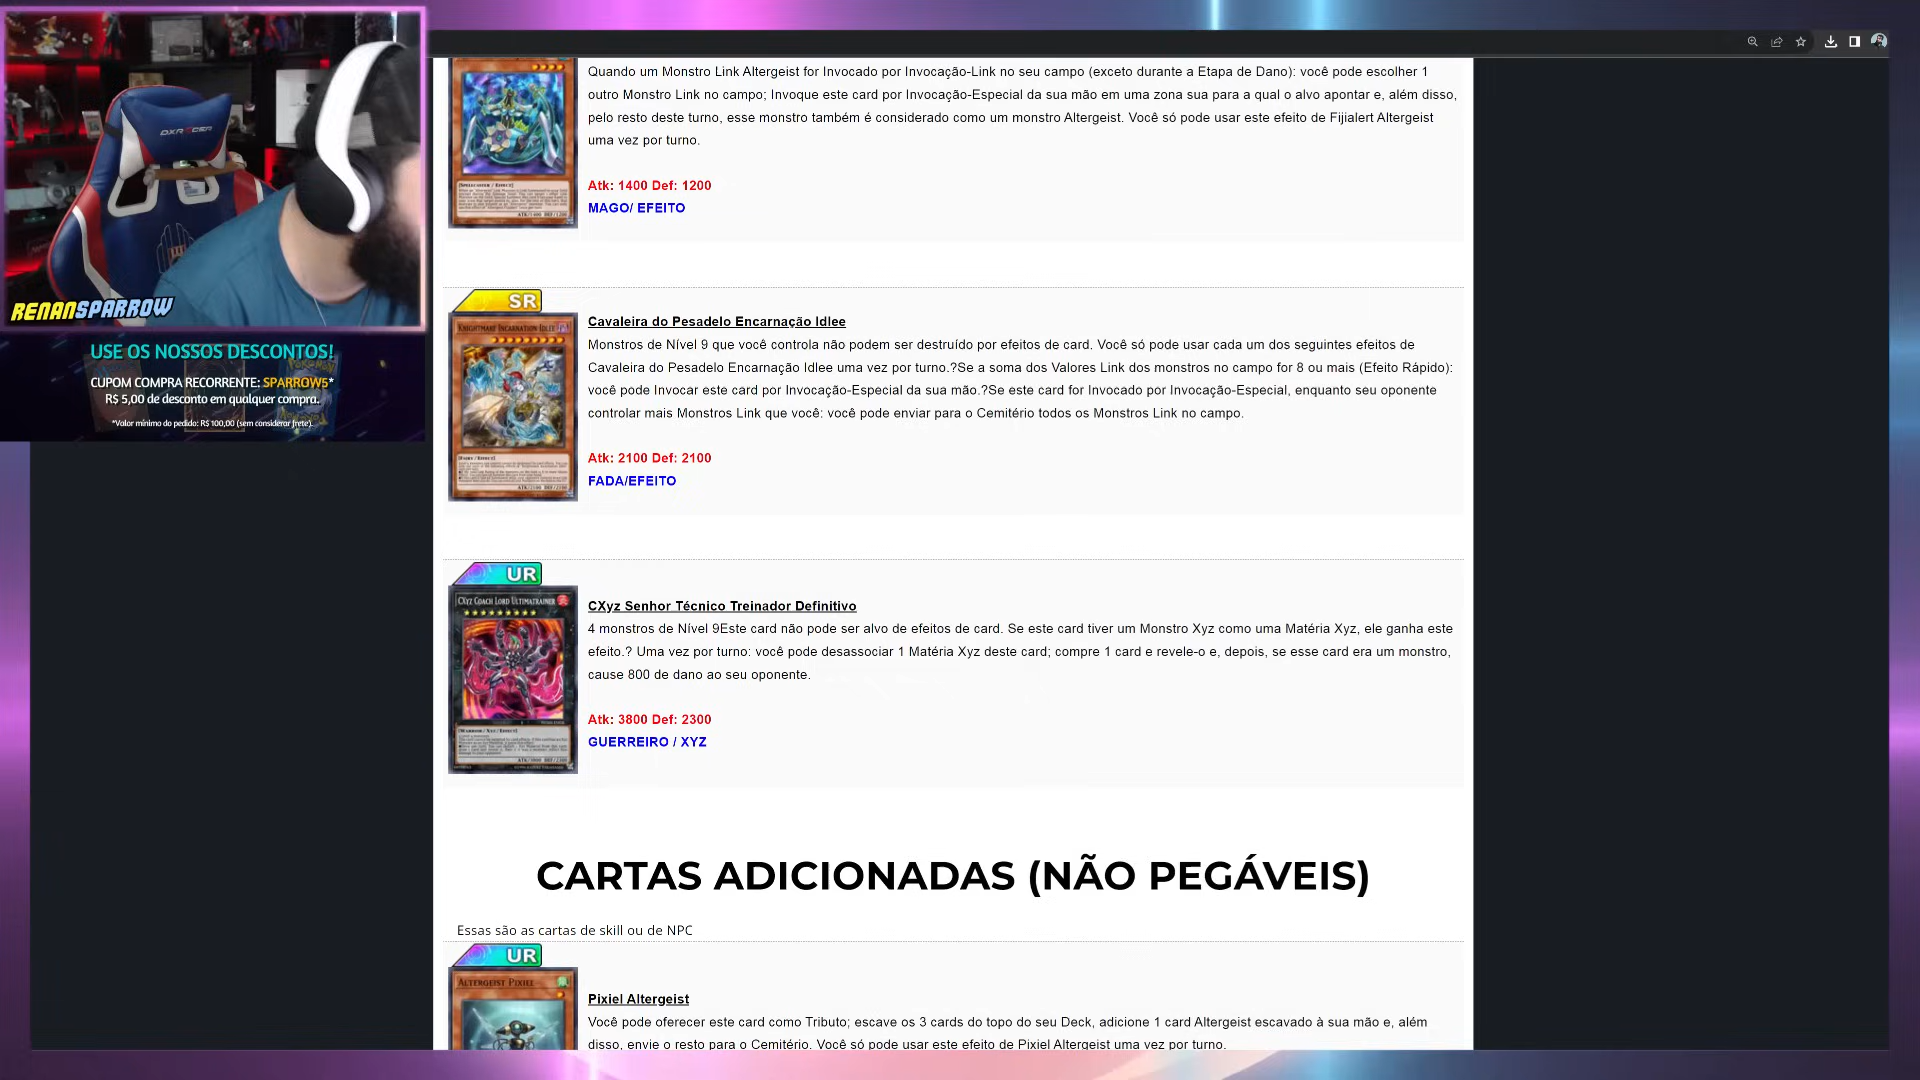 DXRACER
RENANSPARROW
USE OS NOSSOS DESCONTOS!
CUPOM COMPRA RECORRENTE: SPARROW5*
R$ 5,00 de desconto em qualquer compra.
*Valor mínimo do pedido: R$ 100,00 (sem considerar frete).
Quando um Monstro Link Altergeist for Invocado por Invocação-Link no seu campo (exceto durante a Etapa de Dano): você pode escolher 1
outro Monstro Link no campo; Invoque este card por Invocação-Especial da sua mão em uma zona sua para a qual o alvo apontar e, além disso,
pelo resto deste turno, esse monstro também é considerado como um monstro Altergeist. Você só pode usar este efeito de Fijialert Altergeist
uma vez por turno.
Atk: 1400 Def: 1200
MAGO/ EFEITO
SR
Knightmare Incarnation Idlee
Cavaleira do Pesadelo Encarnação Idlee
Monstros de Nível 9 que você controla não podem ser destruído por efeitos de card. Você só pode usar cada um dos seguintes efeitos de
Cavaleira do Pesadelo Encarnação Idlee uma vez por turno.?Se a soma dos Valores Link dos monstros no campo for 8 ou mais (Efeito Rápido):
você pode Invocar este card por Invocação-Especial da sua mão.?Se este card for Invocado por Invocação-Especial, enquanto seu oponente
controlar mais Monstros Link que você: você pode enviar para o Cemitério todos os Monstros Link no campo.
Atk: 2100 Def: 2100
FADA/EFEITO
UR
CXyz Coach Lord Ultimatrainer
CXyz Senhor Técnico Treinador Definitivo
4 monstros de Nível 9Este card não pode ser alvo de efeitos de card. Se este card tiver um Monstro Xyz como uma Matéria Xyz, ele ganha este
efeito.? Uma vez por turno: você pode desassociar 1 Matéria Xyz deste card; compre 1 card e revele-o e, depois, se esse card era um monstro,
cause 800 de dano ao seu oponente.
Atk: 3800 Def: 2300
GUERREIRO / XYZ
CARTAS ADICIONADAS (NÃO PEGÁVEIS)
Essas são as cartas de skill ou de NPC
UR
Altergeist Pixiel
Pixiel Altergeist
Você pode oferecer este card como Tributo; escave os 3 cards do topo do seu Deck, adicione 1 card Altergeist escavado à sua mão e, além
disso, envie o resto para o Cemitério. Você só pode usar este efeito de Pixiel Altergeist uma vez por turno.